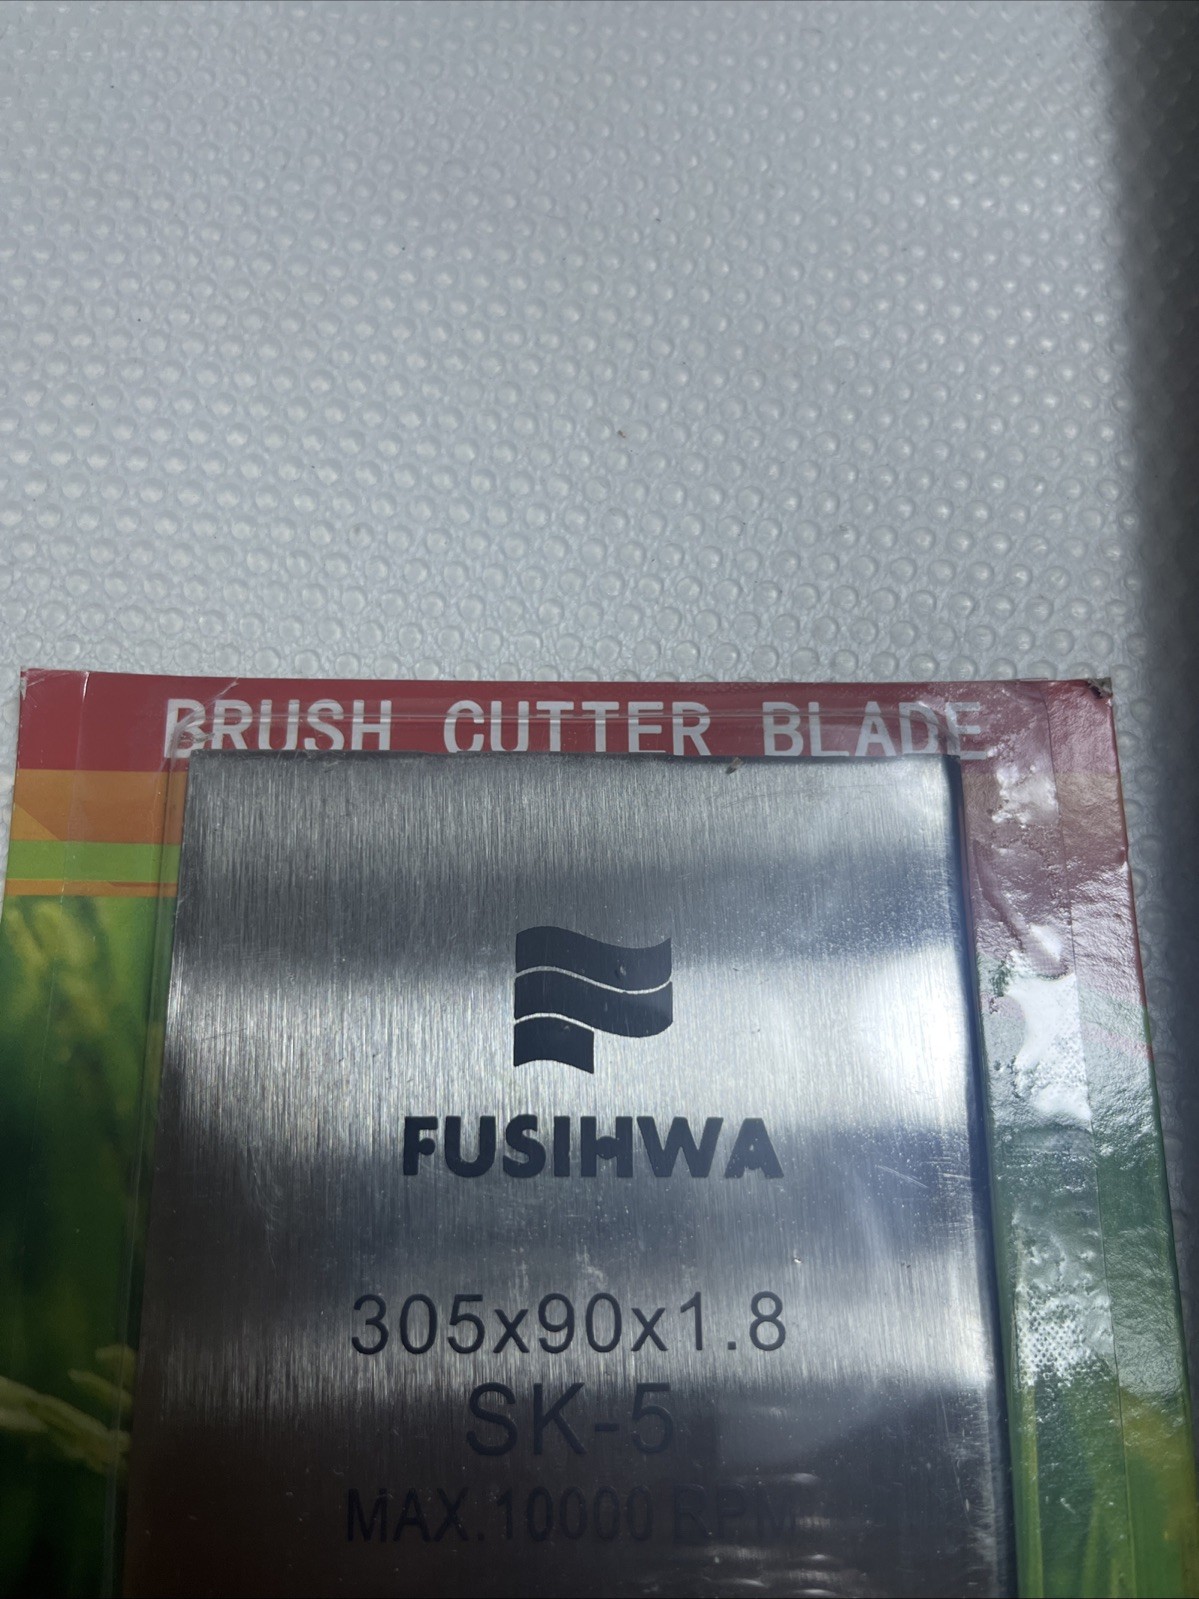 BRUSH CUTTER BLADE
FUSIHWA
305x90x1.8
SK-5
MAX.10000 RPM